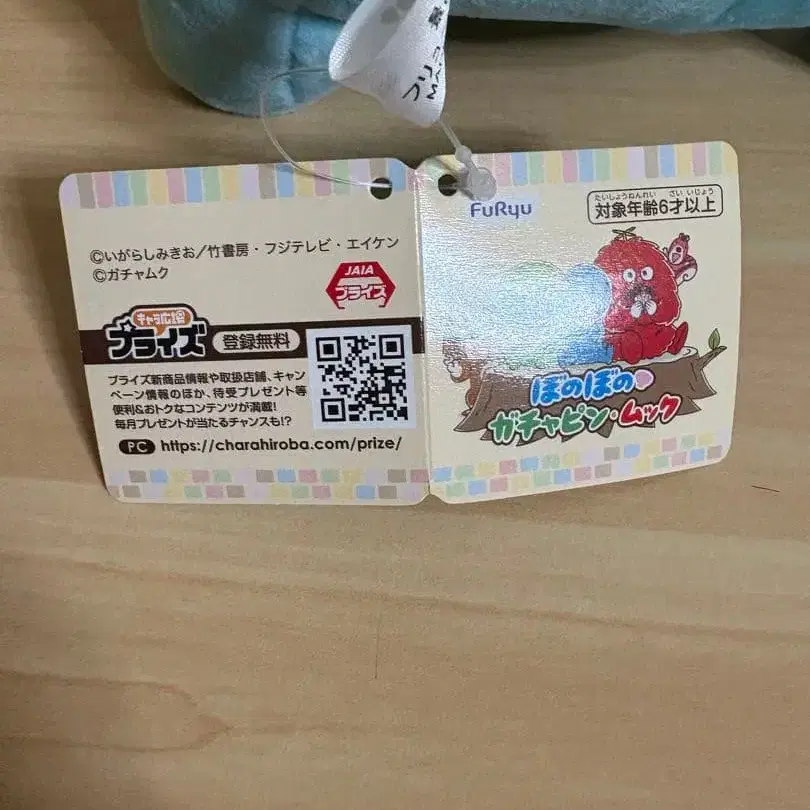 フリュ
©いがらしみきお/竹書房・フジテレビ・エイケン
©ガチャムク
JAIA
プライズ
キャラ広場
プライズ
登録無料
プライズ新商品情報や取扱店舗、キャン
ペーン情報のほか、待受プレゼント等
便利&おトクなコンテンツが満載!
毎月プレゼントが当たるチャンスも!?
PC https://charahiroba.com/prize/
FuRyu
たいしょうねんれい さい いじょう
対象年齢6才以上
ぼのぼの
ガチャピン・ムック